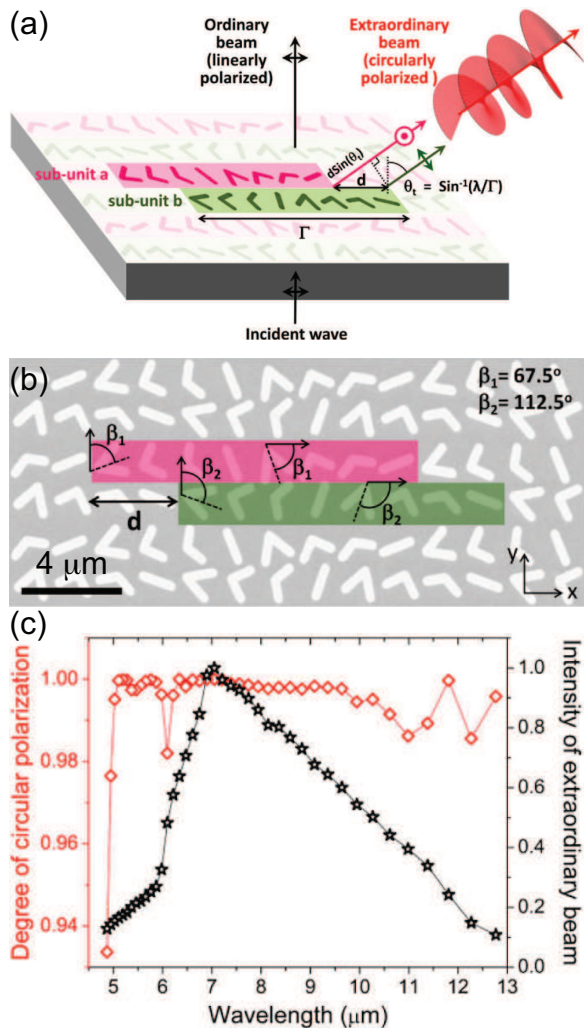 (a)
Ordinary
beam
(linearly
polarized)
Extraordinary
beam
(circularly
polarized )
sub-unit a
sub-unit b
dSin(θt)
d
θt = Sin⁻¹(λ/Γ)
Γ
Incident wave
(b)
β1= 67.5°
β2= 112.5°
β1
β2
β1
β2
d
4 μm
y
x
(c)
Degree of circular polarization
1.00
0.98
0.96
0.94
Intensity of extraordinary
beam
1.0
0.8
0.6
0.4
0.2
0.0
5 6 7 8 9 10 11 12 13
Wavelength (μm)